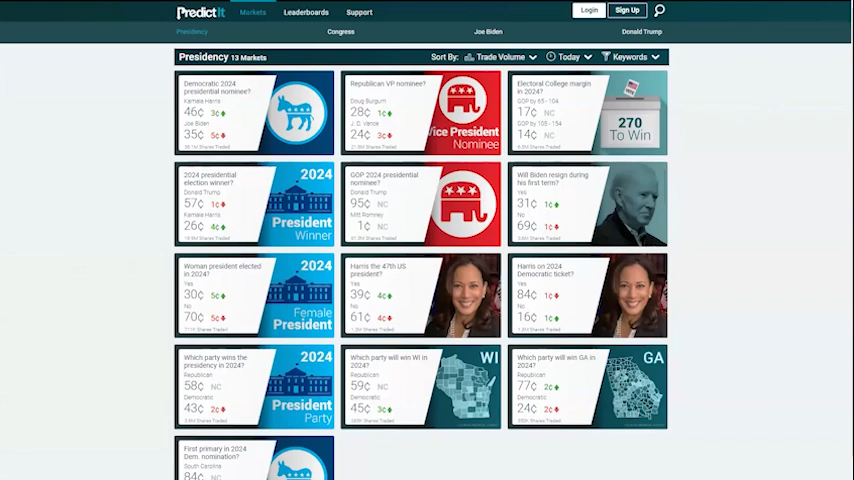 PredictIt
Markets
Leaderboards
Support
Login
Sign Up
Presidency
Congress
Joe Biden
Donald Trump
Presidency 13 Markets
Sort By: Trade Volume
Today
Keywords
Democratic 2024
presidential nominee?
Kamala Harris
46¢ 3¢
Joe Biden
35¢ 5¢
Republican VP nominee?
Doug Burgum
28¢ 1¢
J. D. Vance
24¢ 3¢
Vice President
Nominee
Electoral College margin
in 2024?
GOP by 65 - 104
17¢ NC
GOP by 105 - 154
14¢ NC
VOTE
270
To Win
2024 presidential
election winner?
Donald Trump
57¢ 1¢
Kamala Harris
26¢ 4¢
2024
President
Winner
GOP 2024 presidential
nominee?
Donald Trump
95¢ NC
Mitt Romney
1¢ NC
Will Biden resign during
his first term?
Yes
31¢ 1¢
No
69¢ 1¢
Woman president elected
in 2024?
Yes
30¢ 5¢
No
70¢ 5¢
2024
Female
President
Harris the 47th US
president?
Yes
39¢ 4¢
No
61¢ 4¢
Harris on 2024
Democratic ticket?
Yes
84¢ 1¢
No
16¢ 1¢
Which party wins the
presidency in 2024?
Republican
58¢ NC
Democratic
43¢ 2¢
2024
President
Party
Which party will win WI in
2024?
Republican
59¢ NC
Democratic
45¢ 3¢
WI
Which party will win GA in
2024?
Republican
77¢ 2¢
Democratic
24¢ 2¢
GA
First primary in 2024
Dem. nomination?
South Carolina
84¢ NC